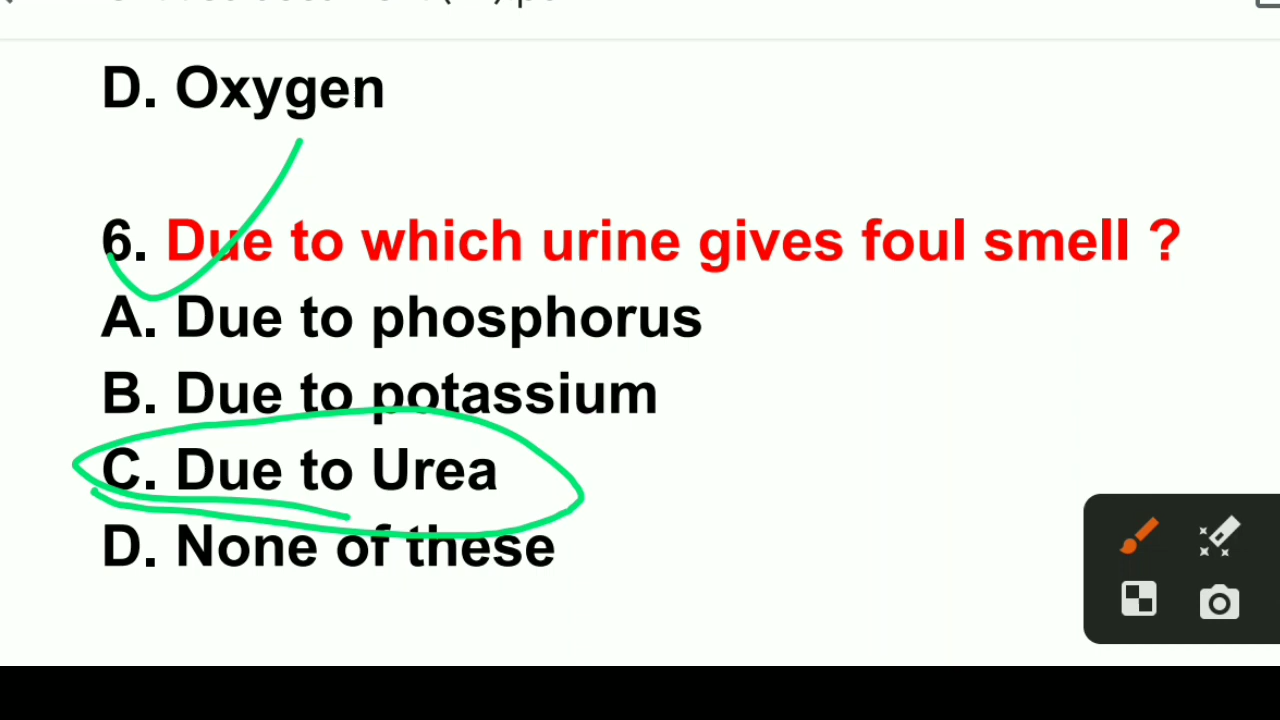 D. Oxygen
6. Due to which urine gives foul smell ?
A. Due to phosphorus
B. Due to potassium
C. Due to Urea
D. None of these